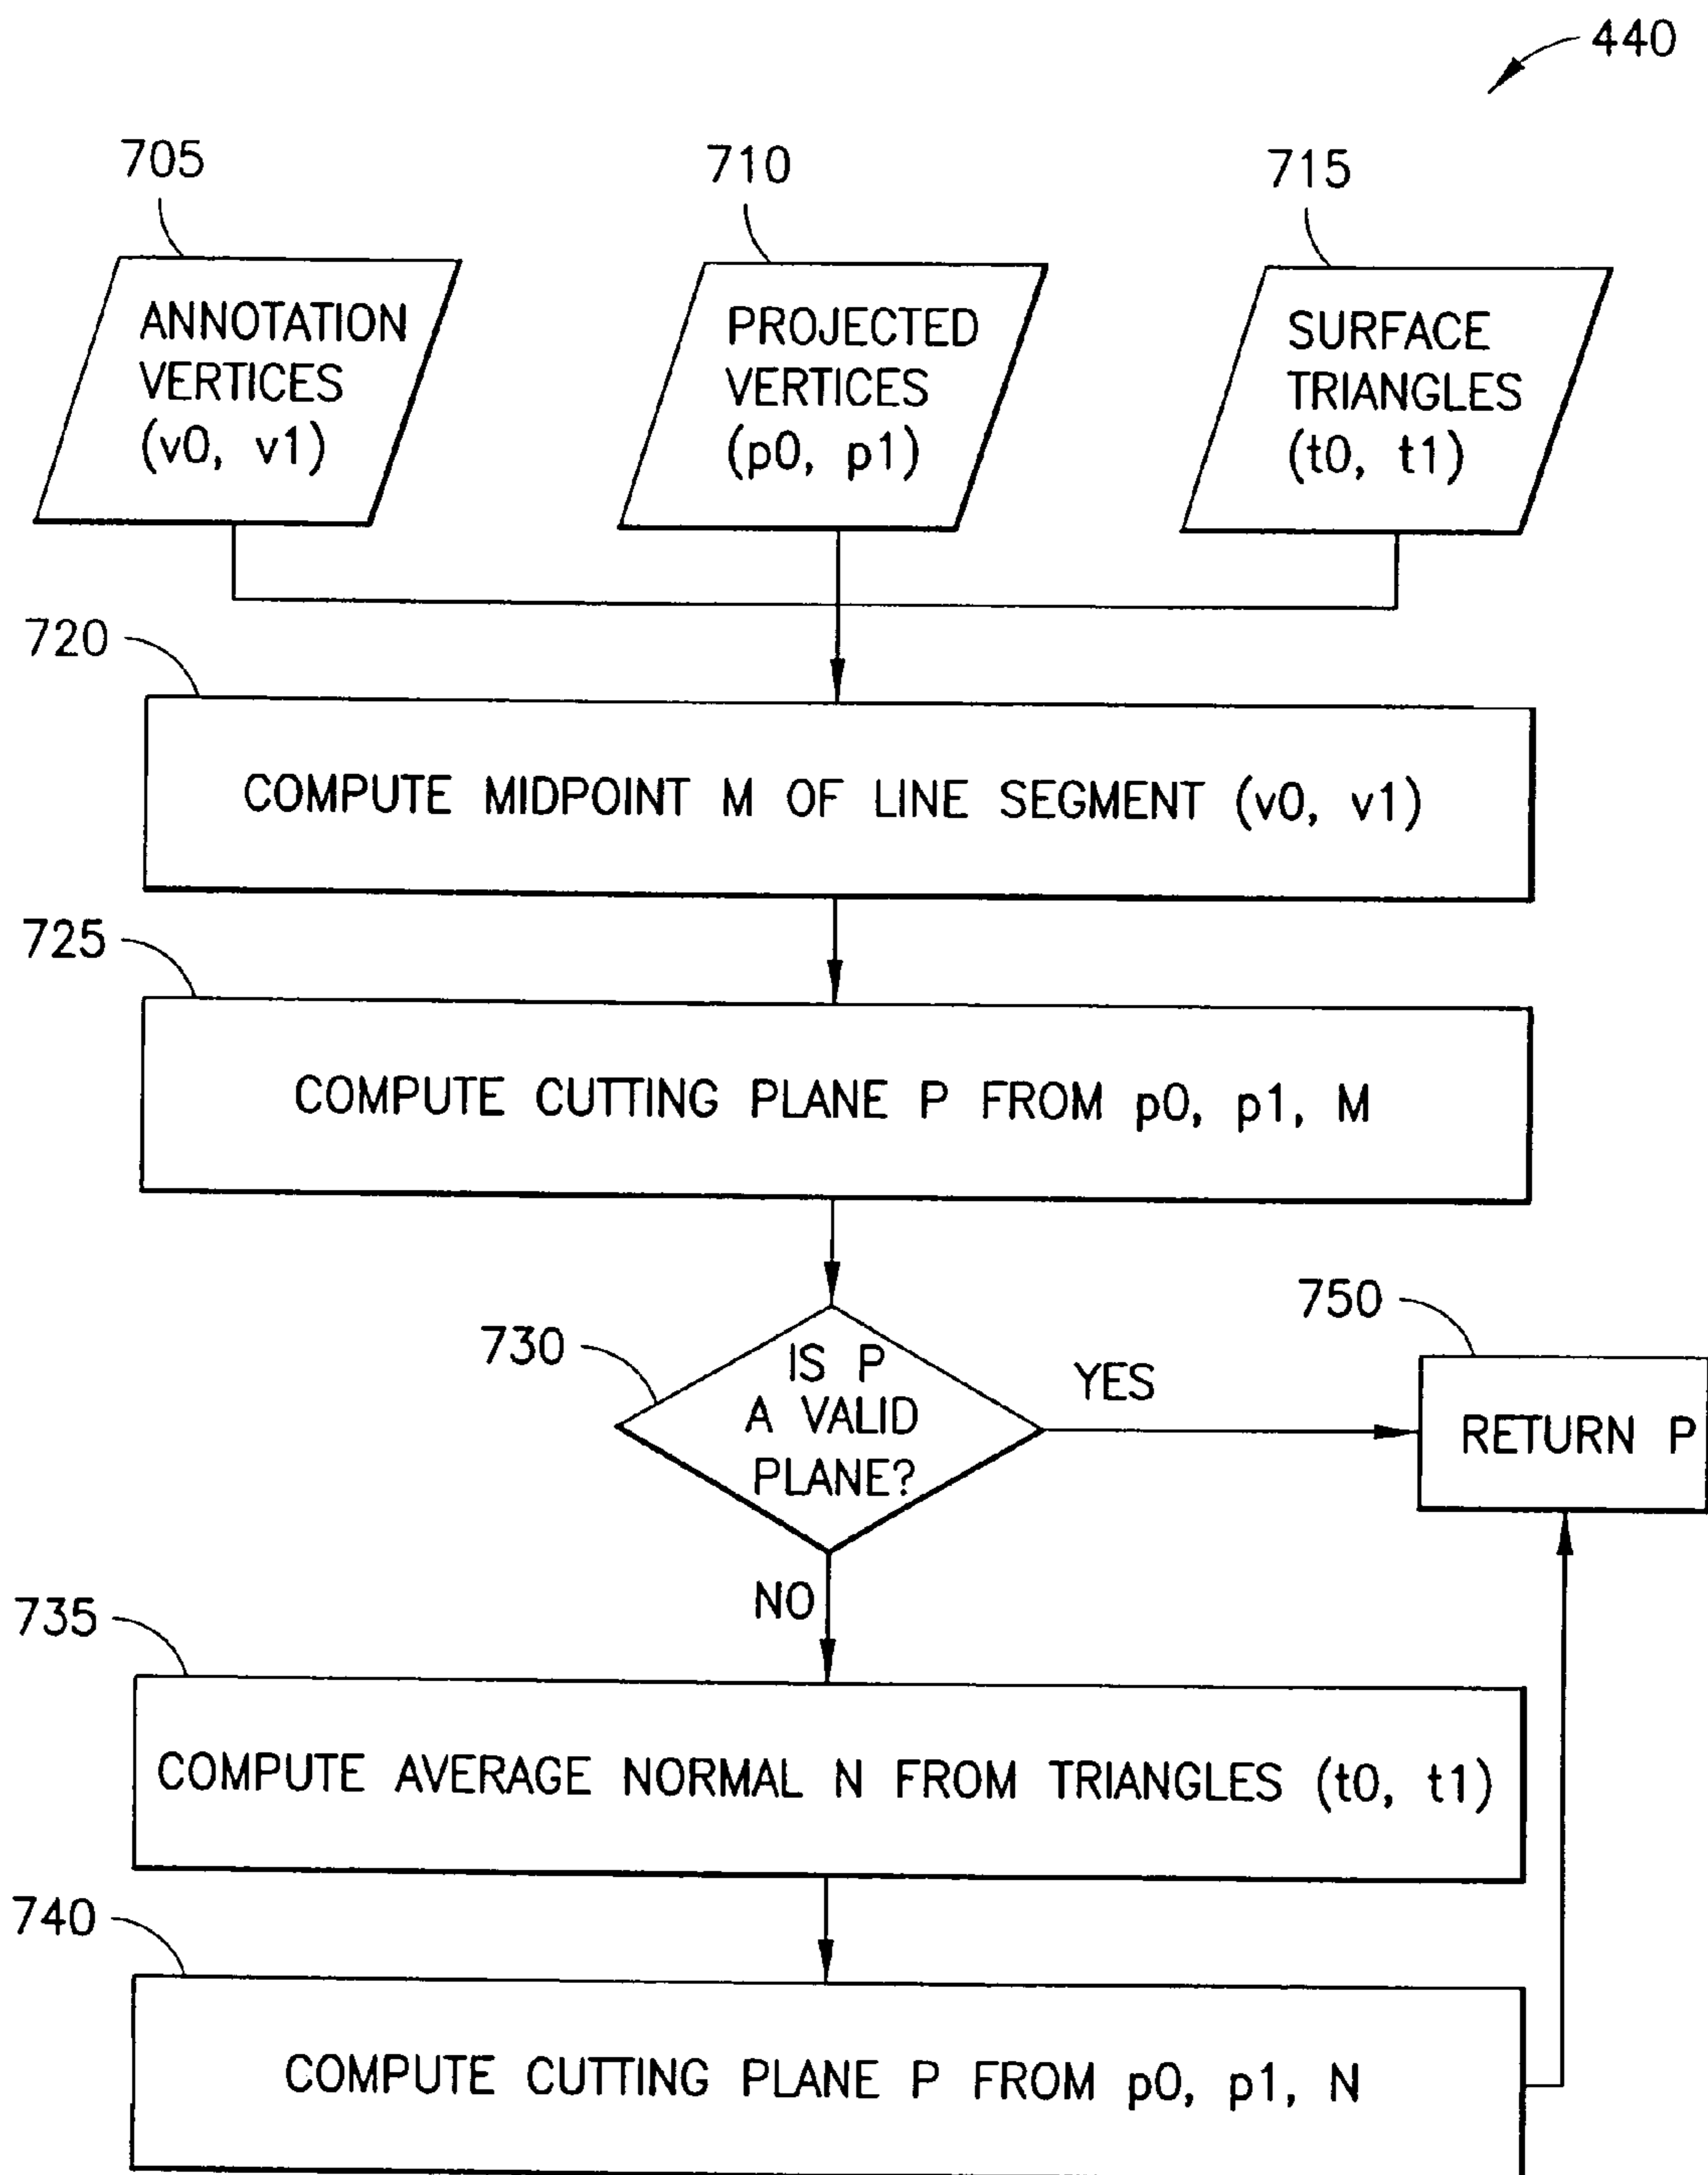 440
705
710
715
ANNOTATION
VERTICES
(v0, v1)
PROJECTED
VERTICES
(p0, p1)
SURFACE
TRIANGLES
(t0, t1)
720
COMPUTE MIDPOINT M OF LINE SEGMENT (v0, v1)
725
COMPUTE CUTTING PLANE P FROM p0, p1, M
730
IS P
A VALID
PLANE?
YES
750
RETURN P
NO
735
COMPUTE AVERAGE NORMAL N FROM TRIANGLES (t0, t1)
740
COMPUTE CUTTING PLANE P FROM p0, p1, N